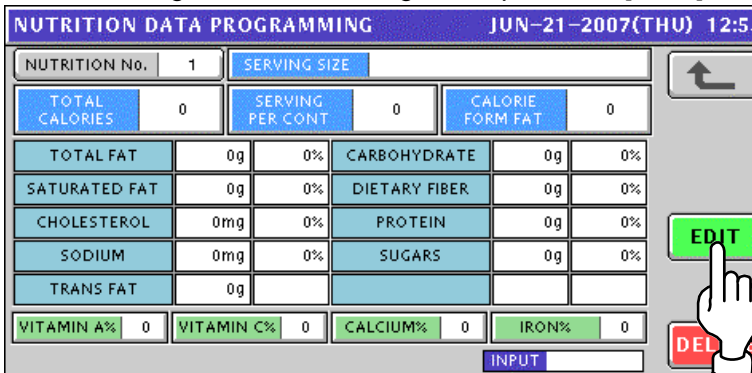 NUTRITION DATA PROGRAMMING JUN-21-2007(THU) 12:5
NUTRITION No. 1 SERVING SIZE
TOTAL CALORIES 0 SERVING PER CONT 0 CALORIE FORM FAT 0
TOTAL FAT 0g 0% CARBOHYDRATE 0g 0%
SATURATED FAT 0g 0% DIETARY FIBER 0g 0%
CHOLESTEROL 0mg 0% PROTEIN 0g 0%
EDIT
SODIUM 0mg 0% SUGARS 0g 0%
TRANS FAT 0g
VITAMIN A% 0 VITAMIN C% 0 CALCIUM% 0 IRON% 0
DEL
INPUT